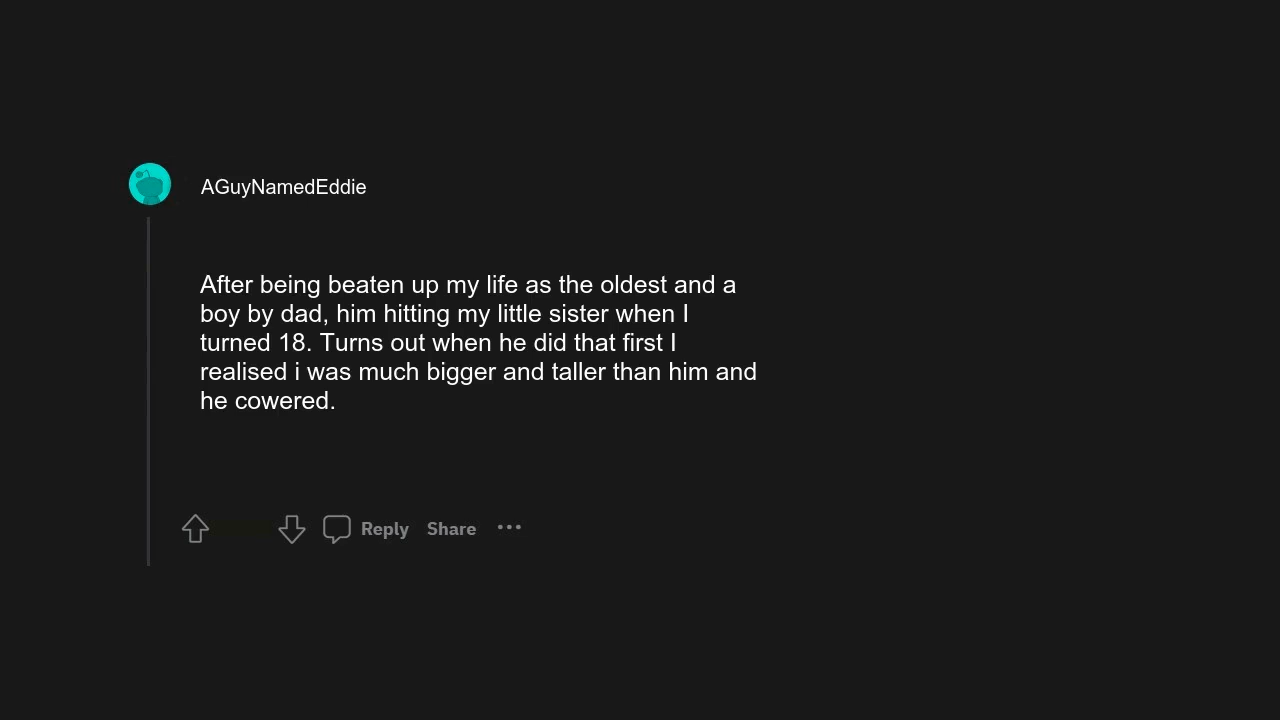 AGuyNamedEddie
After being beaten up my life as the oldest and a
boy by dad, him hitting my little sister when I
turned 18. Turns out when he did that first I
realised i was much bigger and taller than him and
he cowered.
Reply Share